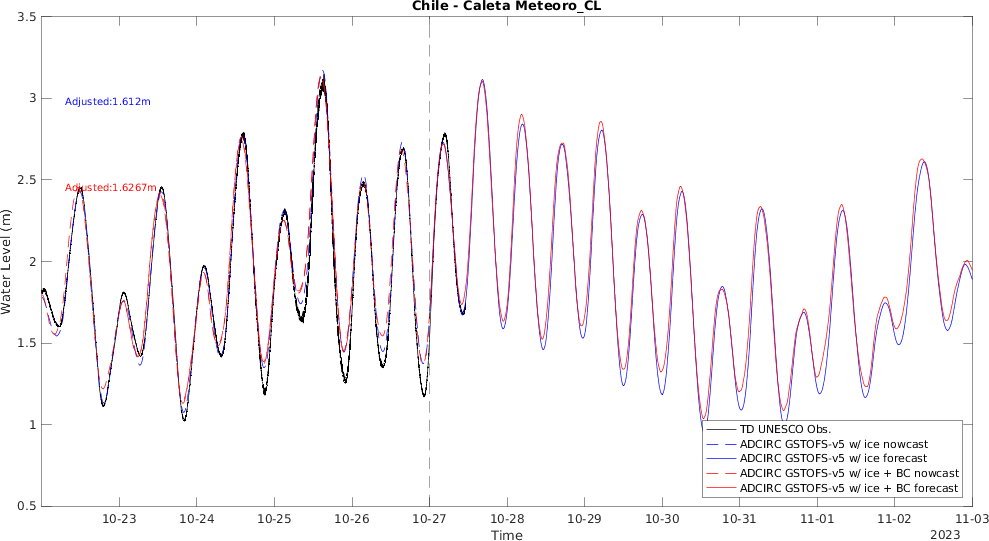 Chile - Caleta Meteoro_CL
3.5
3
2.5
2
1.5
1
0.5
Water Level (m)
Adjusted:1.612m
Adjusted:1.6267m
TD UNESCO Obs.
ADCIRC GSTOFS-v5 w/ ice nowcast
ADCIRC GSTOFS-v5 w/ ice forecast
ADCIRC GSTOFS-v5 w/ ice + BC nowcast
ADCIRC GSTOFS-v5 w/ ice + BC forecast
10-23 10-24 10-25 10-26 10-27 10-28 10-29 10-30 10-31 11-01 11-02 11-03
Time
2023